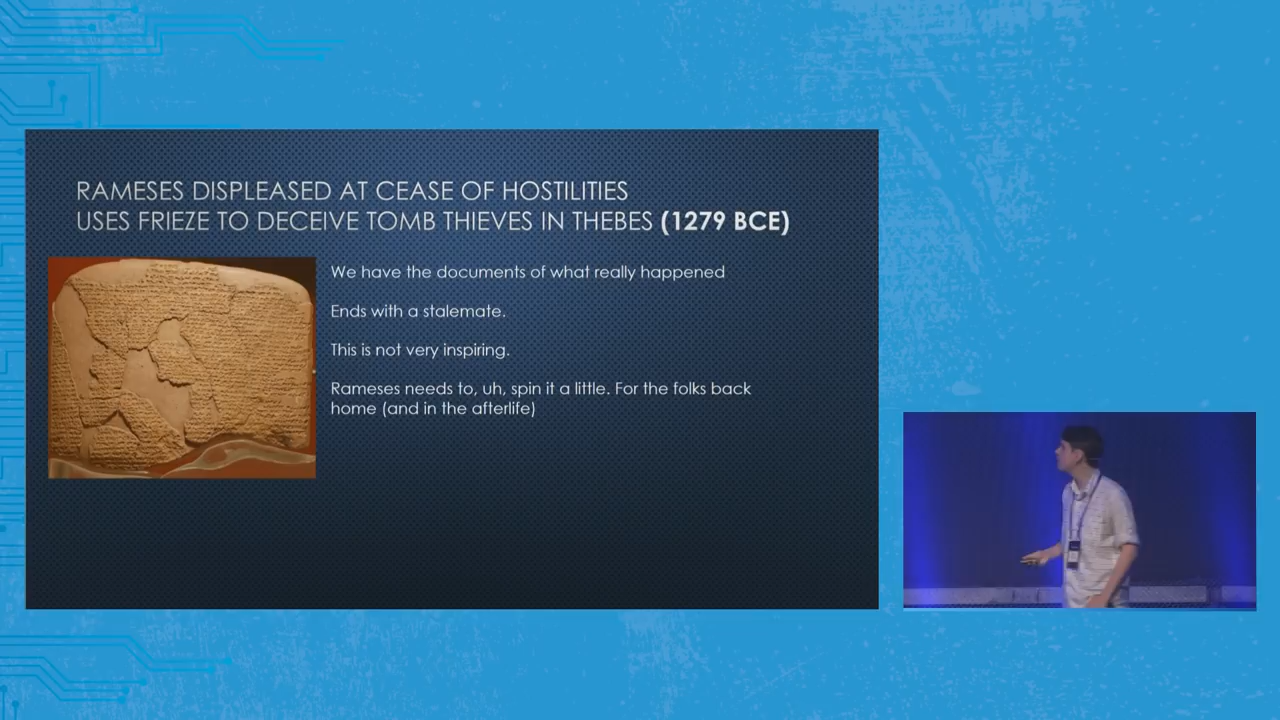 RAMESES DISPLEASED AT CEASE OF HOSTILITIES
USES FRIEZE TO DECEIVE TOMB THIEVES IN THEBES (1279 BCE)
We have the documents of what really happened
Ends with a stalemate.
This is not very inspiring.
Rameses needs to, uh, spin it a little. For the folks back
home (and in the afterlife)